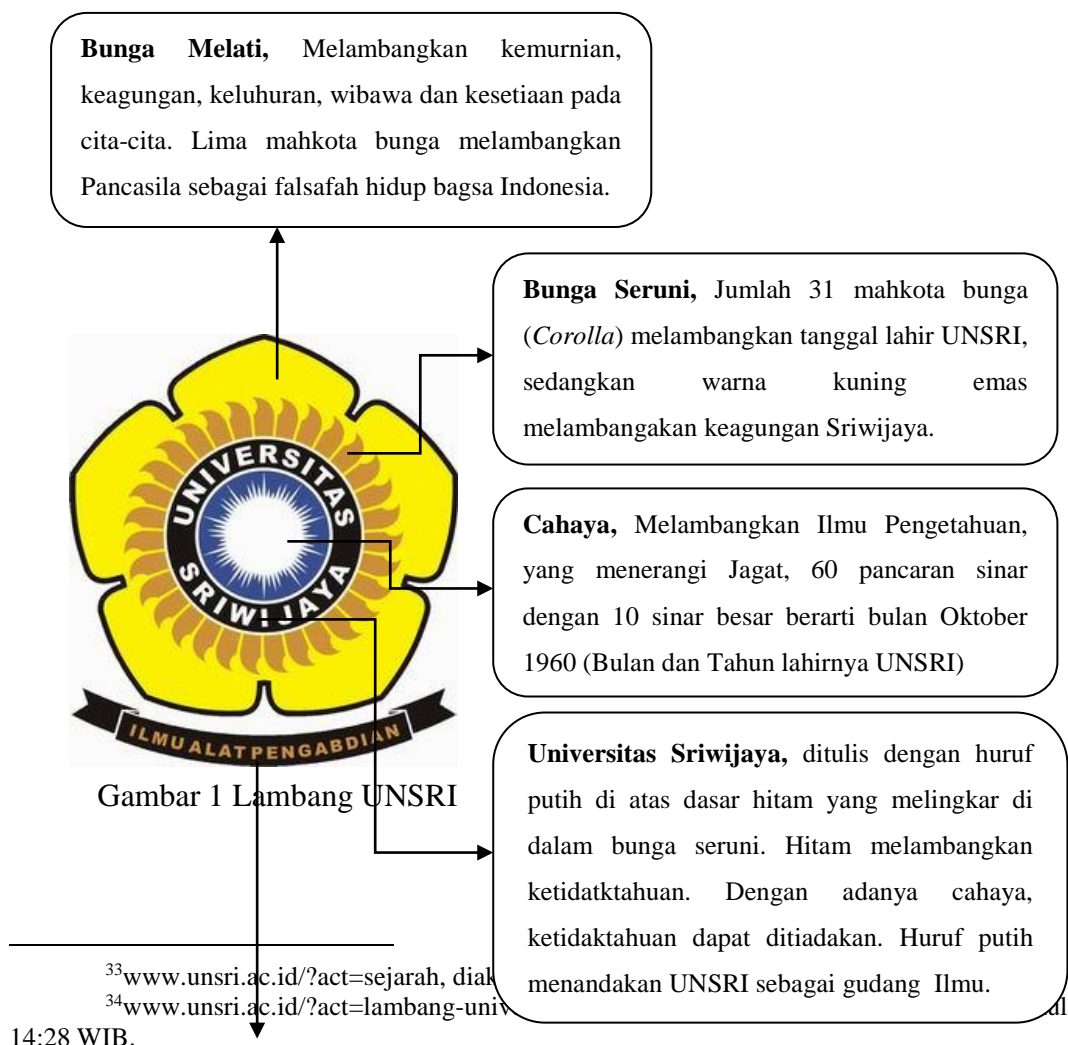 Bunga Melati, Melambangkan kemurnian,
keagungan, keluhuran, wibawa dan kesetiaan pada
cita-cita. Lima mahkota bunga melambangkan
Pancasila sebagai falsafah hidup bagsa Indonesia.
Bunga Seruni, Jumlah 31 mahkota bunga
(Corolla) melambangkan tanggal lahir UNSRI,
sedangkan warna kuning emas
melambangakan keagungan Sriwijaya.
UNIVERSITAS
SRIWIJAYA
Cahaya, Melambangkan Ilmu Pengetahuan,
yang menerangi Jagat, 60 pancaran sinar
dengan 10 sinar besar berarti bulan Oktober
1960 (Bulan dan Tahun lahirnya UNSRI)
ILMU ALAT PENGABDIAN
Gambar 1 Lambang UNSRI
Universitas Sriwijaya, ditulis dengan huruf
putih di atas dasar hitam yang melingkar di
dalam bunga seruni. Hitam melambangkan
ketidatktahuan. Dengan adanya cahaya,
ketidaktahuan dapat ditiadakan. Huruf putih
menandakan UNSRI sebagai gudang Ilmu.
33www.unsri.ac.id/?act=sejarah,
34www.unsri.ac.id/?act=lambang-univ
14:28 WIB.